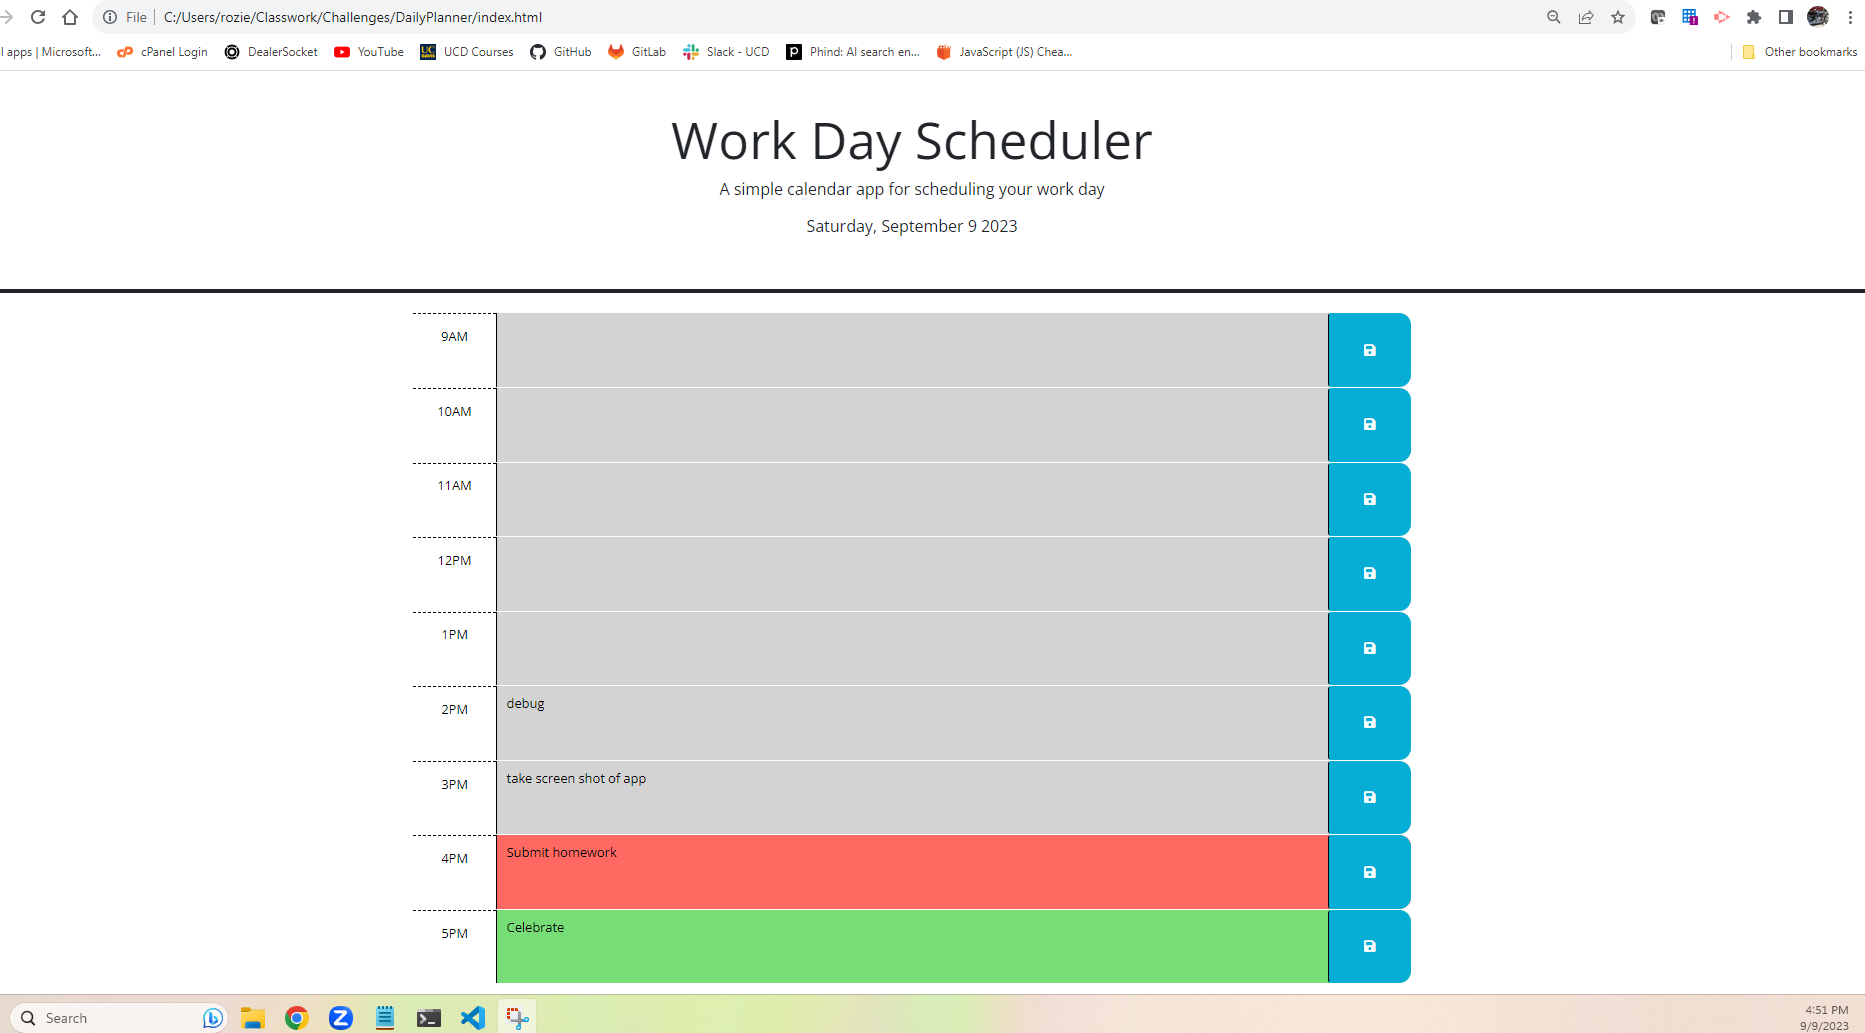 File C:/Users/rozie/Classwork/Challenges/DailyPlanner/index.html
l apps | Microsoft... cPanel Login DealerSocket YouTube UCD Courses GitHub GitLab Slack - UCD Phind: AI search en... JavaScript (JS) Chea... Other bookmarks
Work Day Scheduler
A simple calendar app for scheduling your work day
Saturday, September 9 2023
9AM
10AM
11AM
12PM
1PM
2PM debug
3PM take screen shot of app
4PM Submit homework
5PM Celebrate
Search 4:51 PM
9/9/2023